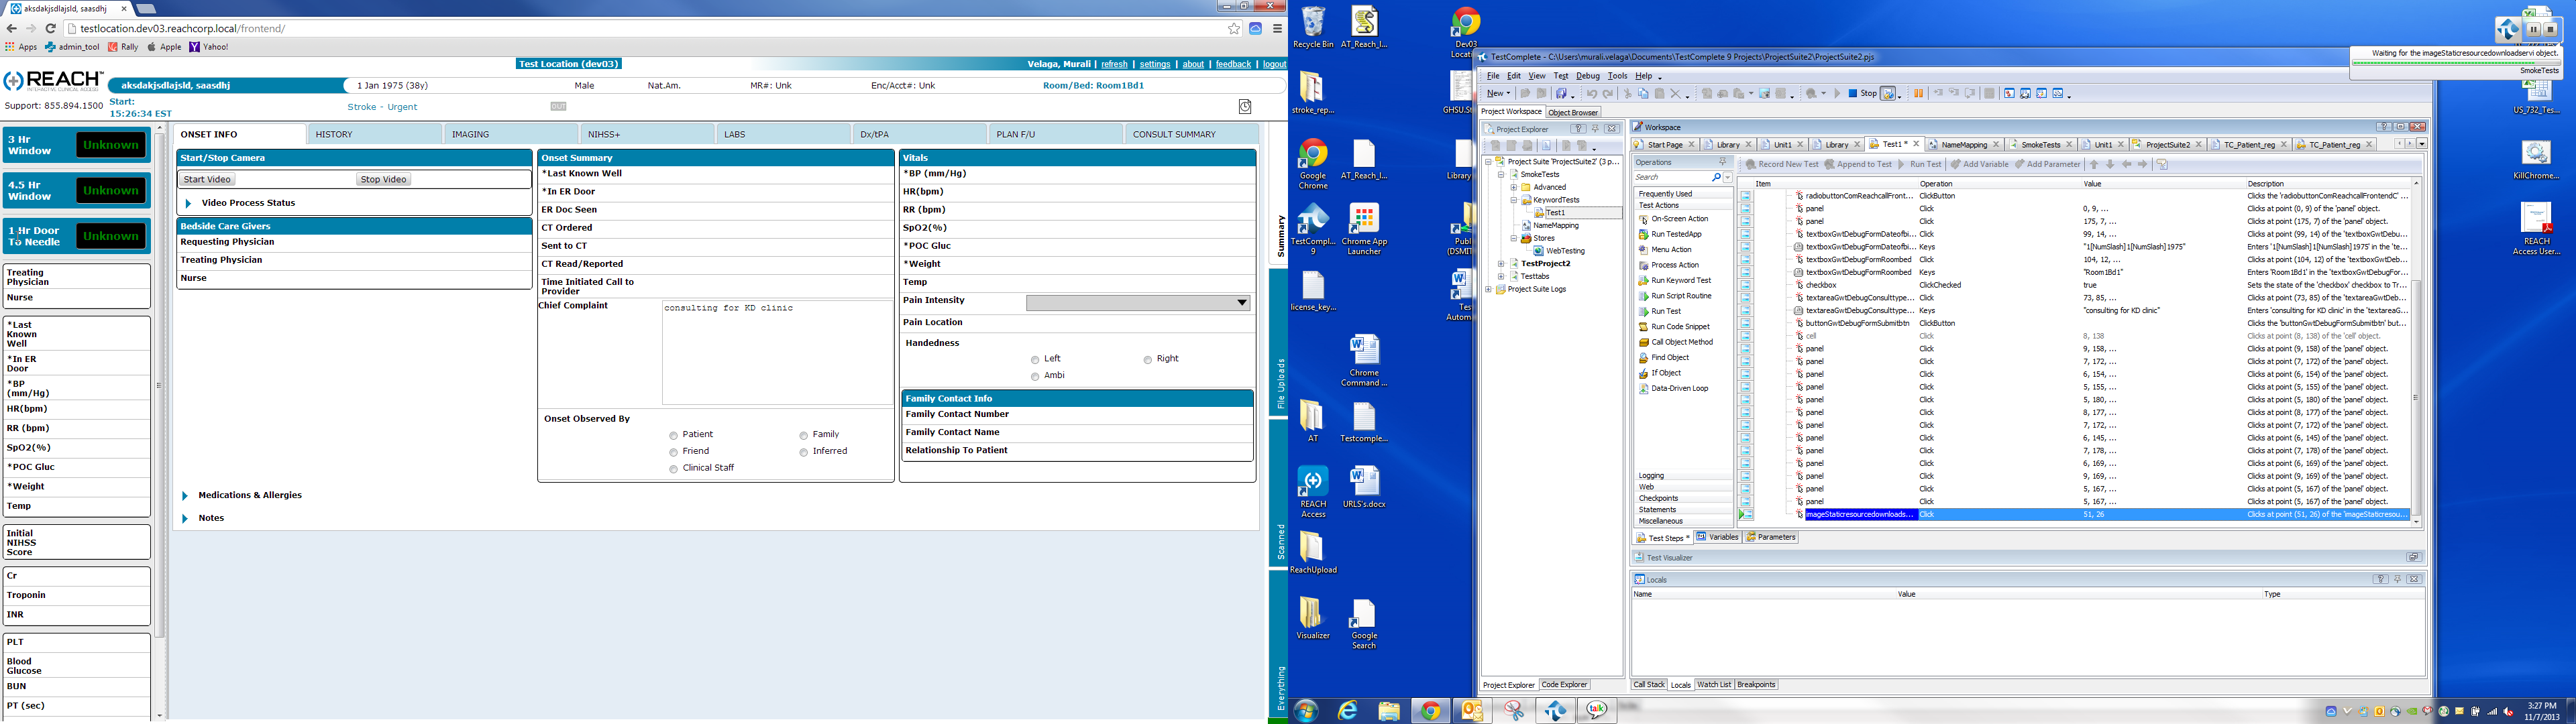 aksdakjsdlajsld, saasdhj
testlocation.dev03.reachcorp.local/frontend/
Apps admin_tool Rally Apple Yahoo!
Test Location (dev03)
Velaga, Murali | refresh | settings | about | feedback | logout
REACH
aksdakjsdlajsld, saasdhj 1 Jan 1975 (38y) Male Nat.Am. MR#: Unk Enc/Acct#: Unk Room/Bed: Room1Bd1
Support: 855.894.1500
Start:
15:26:34 EST
Stroke - Urgent
OUT
3 Hr
Window
Unknown
4.5 Hr
Window
Unknown
1 Hr Door
To Needle
Unknown
Treating
Physician
Nurse
*Last
Known
Well
*In ER
Door
*BP
(mm/Hg)
HR(bpm)
RR (bpm)
SpO2(%)
*POC Gluc
*Weight
Temp
Initial
NIHSS
Score
Cr
Troponin
INR
PLT
Blood
Glucose
BUN
PT (sec)
ONSET INFO HISTORY IMAGING NIHSS+ LABS Dx/tPA PLAN F/U CONSULT SUMMARY
Start/Stop Camera
Start Video Stop Video
Video Process Status
Bedside Care Givers
Requesting Physician
Treating Physician
Nurse
Onset Summary
*Last Known Well
*In ER Door
ER Doc Seen
CT Ordered
Sent to CT
CT Read/Reported
Time Initiated Call to
Provider
Chief Complaint
consulting for KD clinic
Onset Observed By
Patient Family
Friend Inferred
Clinical Staff
Vitals
*BP (mm/Hg)
HR(bpm)
RR (bpm)
SpO2(%)
*POC Gluc
*Weight
Temp
Pain Intensity
Pain Location
Handedness
Left Right
Ambi
Family Contact Info
Family Contact Number
Family Contact Name
Relationship To Patient
Medications & Allergies
Notes
Summary
File Uploads
Scanned
Everything
Recycle Bin
AT_Reach_I...
Dev03
Locat
stroke_rep...
GHSU.St
Google
Chrome
AT_Reach_I...
Library
TestCompl...
9
Chrome App
Launcher
Publ
(DSMIT
license_key...
Test
Autom
Chrome
Command ...
AT
Testcomple...
REACH
Access
URLS's.docx
ReachUpload
Visualizer
Google
Search
TestComplete - C:\Users\murali.velaga\Documents\TestComplete 9 Projects\ProjectSuite2\ProjectSuite2.pjs
File Edit View Test Debug Tools Help
New Stop
Project Workspace Object Browser
Project Explorer
Project Suite 'ProjectSuite2' (3 p...
SmokeTests
Advanced
KeywordTests
Test1
NameMapping
Stores
WebTesting
TestProject2
Testtabs
Project Suite Logs
Project Explorer Code Explorer
Workspace
Start Page Library Unit1 Library Test1 * NameMapping SmokeTests Unit1 ProjectSuite2 TC_Patient_reg TC_Patient_reg
Operations
Search
Frequently Used
Test Actions
On-Screen Action
Run TestedApp
Menu Action
Process Action
Run Keyword Test
Run Script Routine
Run Test
Run Code Snippet
Call Object Method
Find Object
If Object
Data-Driven Loop
Logging
Web
Checkpoints
Statements
Miscellaneous
Record New Test Append to Test Run Test Add Variable Add Parameter
Item Operation Value Description
radiobuttonComReachcallFront... ClickButton Clicks the 'radiobuttonComReachcallFrontendC'...
panel Click 0, 9, ... Clicks at point (0, 9) of the 'panel' object.
panel Click 175, 7, ... Clicks at point (175, 7) of the 'panel' object.
textboxGwtDebugFormDateofbi... Click 99, 14, ... Clicks at point (99, 14) of the 'textboxGwtDebug...
textboxGwtDebugFormDateofbi... Keys "1[NumSlash]1[NumSlash]1975" Enters '1[NumSlash]1[NumSlash]1975' in the 'te...
textboxGwtDebugFormRoombed Click 104, 12, ... Clicks at point (104, 12) of the 'textboxGwtDebu...
textboxGwtDebugFormRoombed Keys "Room1Bd1" Enters 'Room1Bd1' in the 'textboxGwtDebugFor...
checkbox ClickChecked true Sets the state of the 'checkbox' checkbox to Tr...
textareaGwtDebugConsulttype... Click 73, 85, ... Clicks at point (73, 85) of the 'textareaGwtDebu...
textareaGwtDebugConsulttype... Keys "consulting for KD clinic" Enters 'consulting for KD clinic' in the 'textareaG...
buttonGwtDebugFormSubmitbtn ClickButton Clicks the 'buttonGwtDebugFormSubmitbtn' but...
cell Click 8, 138 Clicks at point (8, 138) of the 'cell' object.
panel Click 9, 158, ... Clicks at point (9, 158) of the 'panel' object.
panel Click 7, 172, ... Clicks at point (7, 172) of the 'panel' object.
panel Click 6, 154, ... Clicks at point (6, 154) of the 'panel' object.
panel Click 5, 155, ... Clicks at point (5, 155) of the 'panel' object.
panel Click 5, 180, ... Clicks at point (5, 180) of the 'panel' object.
panel Click 8, 177, ... Clicks at point (8, 177) of the 'panel' object.
panel Click 7, 172, ... Clicks at point (7, 172) of the 'panel' object.
panel Click 6, 145, ... Clicks at point (6, 145) of the 'panel' object.
panel Click 7, 178, ... Clicks at point (7, 178) of the 'panel' object.
panel Click 6, 169, ... Clicks at point (6, 169) of the 'panel' object.
panel Click 9, 169, ... Clicks at point (9, 169) of the 'panel' object.
panel Click 5, 167, ... Clicks at point (5, 167) of the 'panel' object.
panel Click 5, 167, ... Clicks at point (5, 167) of the 'panel' object.
imageStaticresourcedownloads... Click 51, 26 Clicks at point (51, 26) of the 'imageStaticresou...
Test Steps * Variables Parameters
Test Visualizer
Locals
Name Value Type
Call Stack Locals Watch List Breakpoints
Waiting for the imageStaticresourcedownloadservi object.
SmokeTests
US_732_Tes...
KillChrome...
REACH
Access User...
talk
3:27 PM
11/7/2013